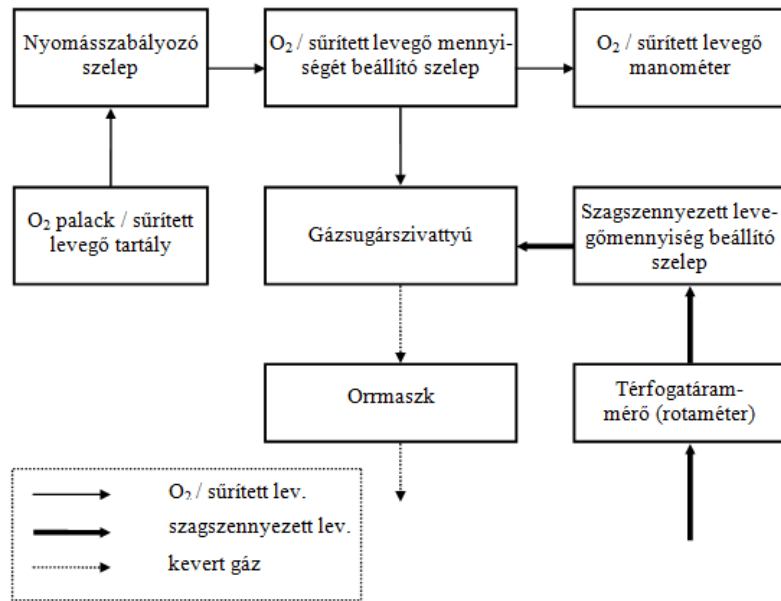 Nyomásszabályozó
szelep
O₂ / sűrített levegő mennyi-
ségét beállító szelep
O₂ / sűrített levegő
manométer
O₂ palack / sűrített
levegő tartály
Gázsugárszivattyú
Szagszennyezett leve-
gőmennyiség beállító
szelep
Orrmaszk
Térfogatáram-
mérő (rotaméter)
O₂ / sűrített lev.
szagszennyezett lev.
kevert gáz